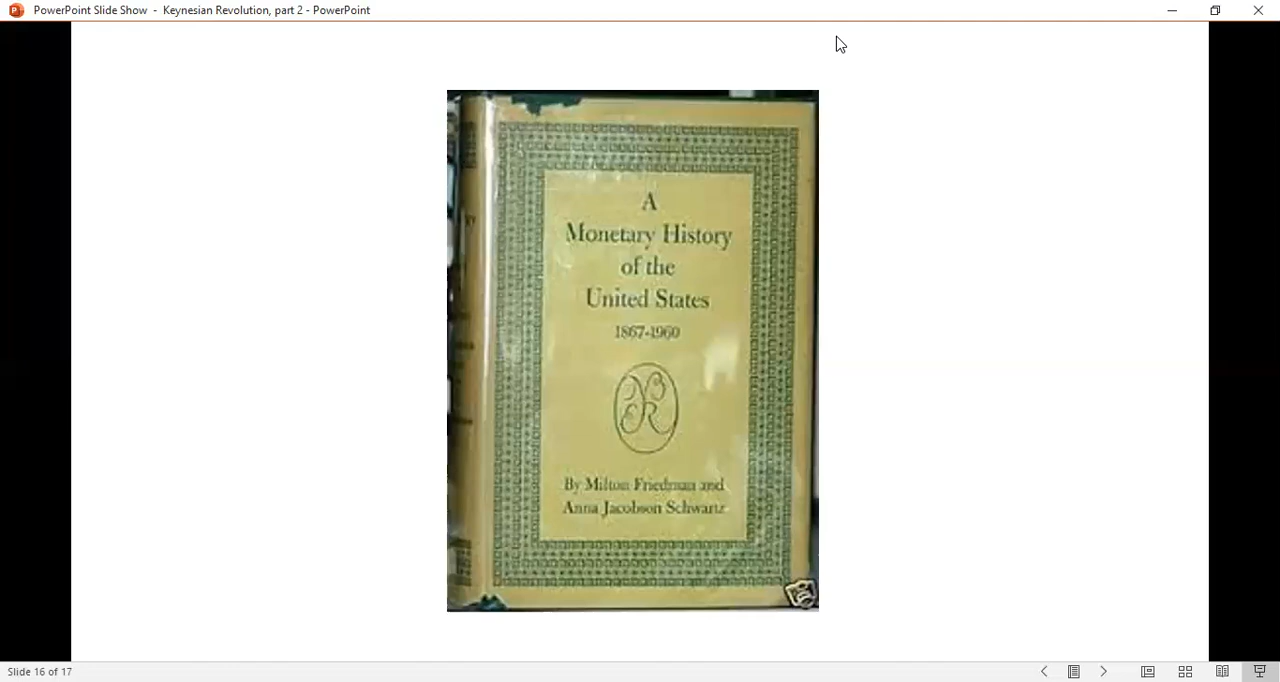 PowerPoint Slide Show - Keynesian Revolution, part 2 - PowerPoint
A
Monetary History
of the
United States
1867-1960
NBER
By Milton Friedman and
Anna Jacobson Schwartz
Slide 16 of 17